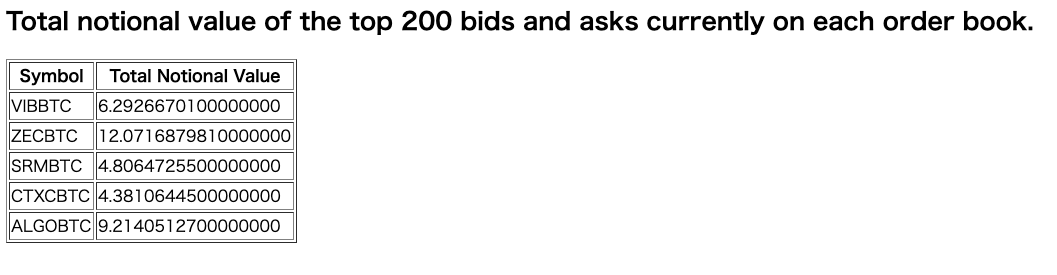 Total notional value of the top 200 bids and asks currently on each order book.
Symbol Total Notional Value
VIBBTC 6.2926670100000000
ZECBTC 12.0716879810000000
SRMBTC 4.8064725500000000
CTXCBTC 4.3810644500000000
ALGOBTC 9.2140512700000000